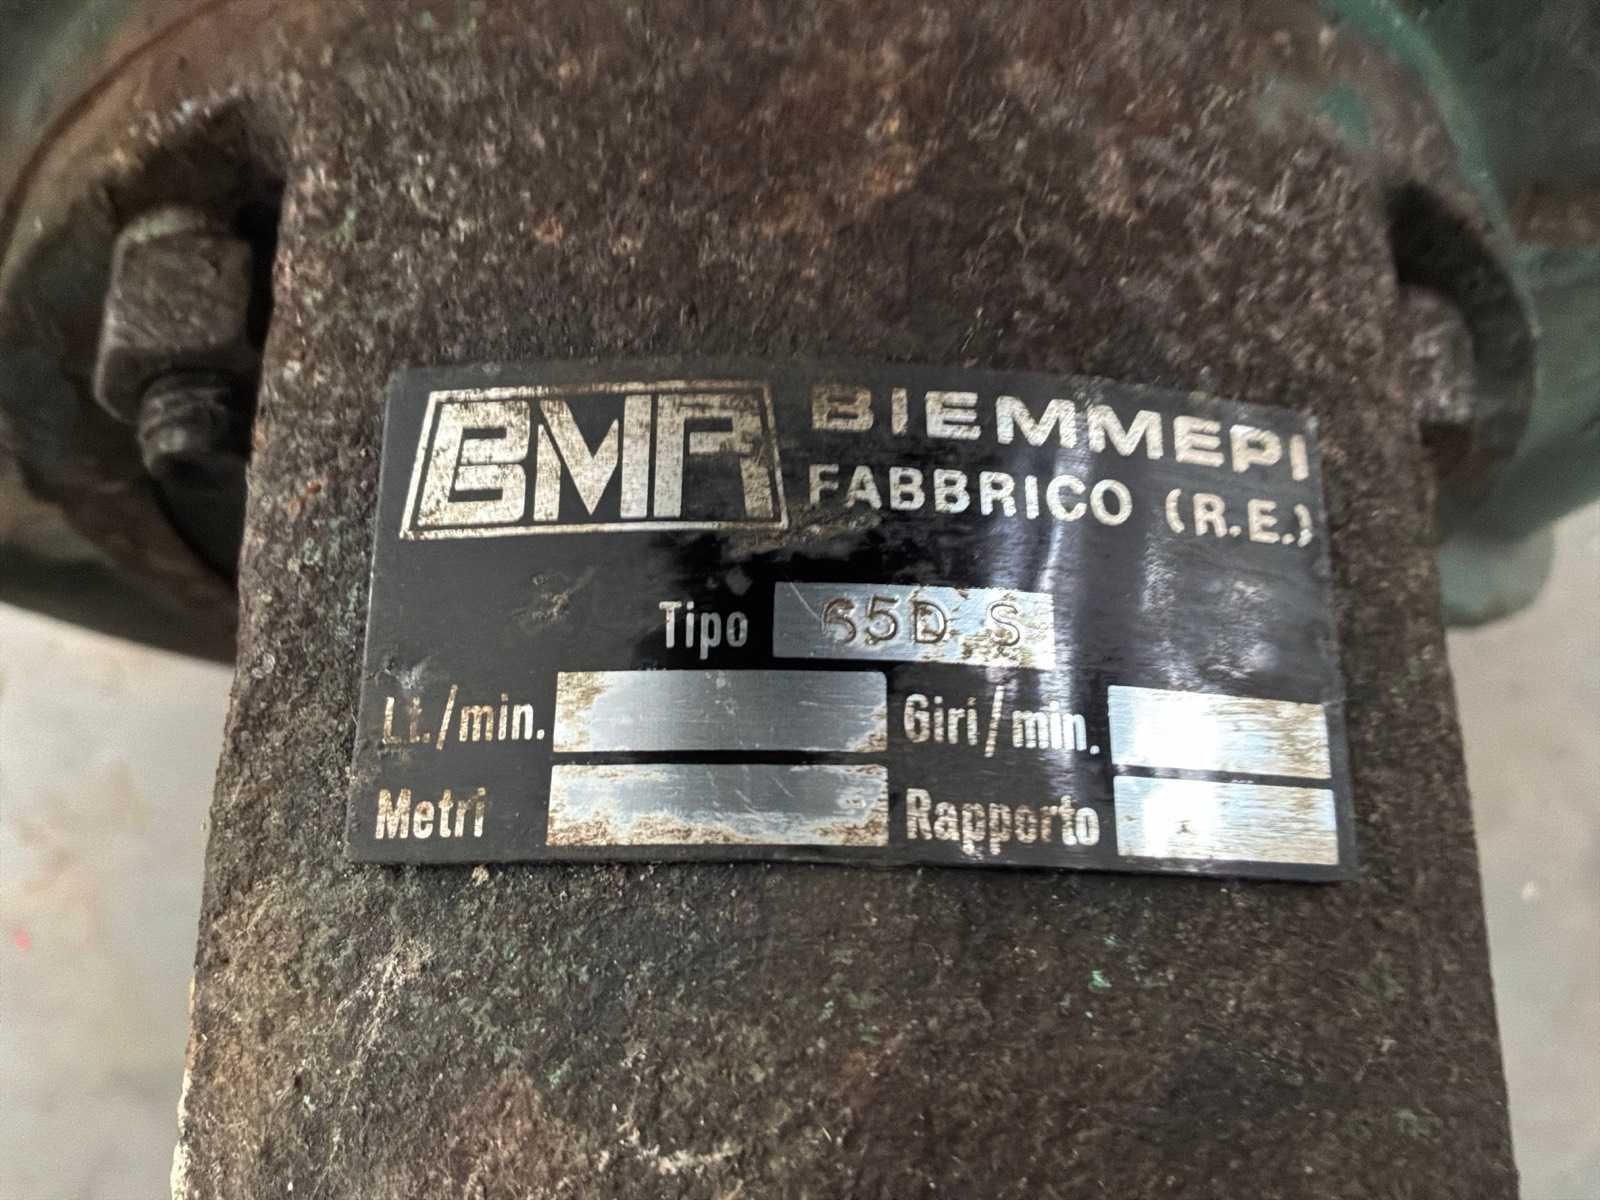 BMP BIEMMEPI
FABBRICO (R.E.)
Tipo 65D S
Lt./min. Giri/min.
Metri Rapporto